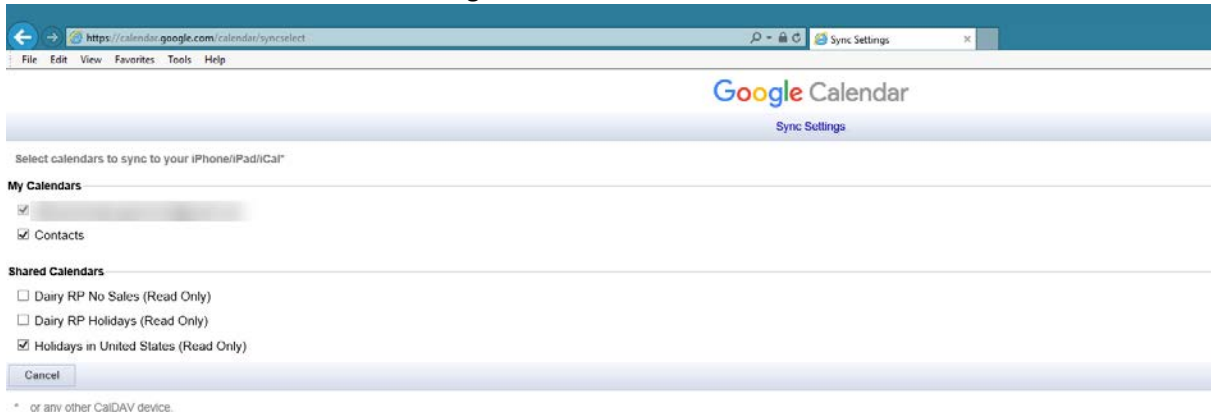 https://calendar.google.com/calendar/syncselect
Sync Settings
File Edit View Favorites Tools Help
Google Calendar
Sync Settings
Select calendars to sync to your iPhone/iPad/iCal*
My Calendars
Contacts
Shared Calendars
Dairy RP No Sales (Read Only)
Dairy RP Holidays (Read Only)
Holidays in United States (Read Only)
Cancel
* or any other CalDAV device.